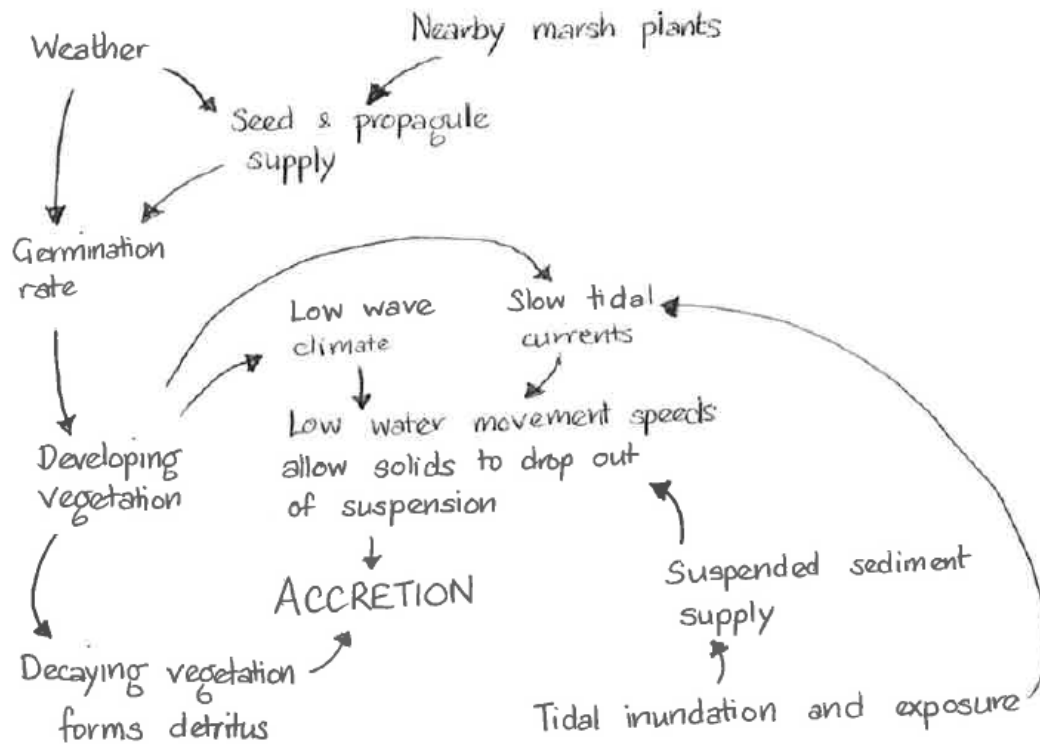 Weather
Nearby marsh plants
Seed & propagule
supply
Germination
rate
Low wave
climate
Slow tidal
currents
Low water movement speeds
allow solids to drop out
of suspension
Developing
vegetation
ACCRETION
Suspended sediment
supply
Decaying vegetation
forms detritus
Tidal inundation and exposure